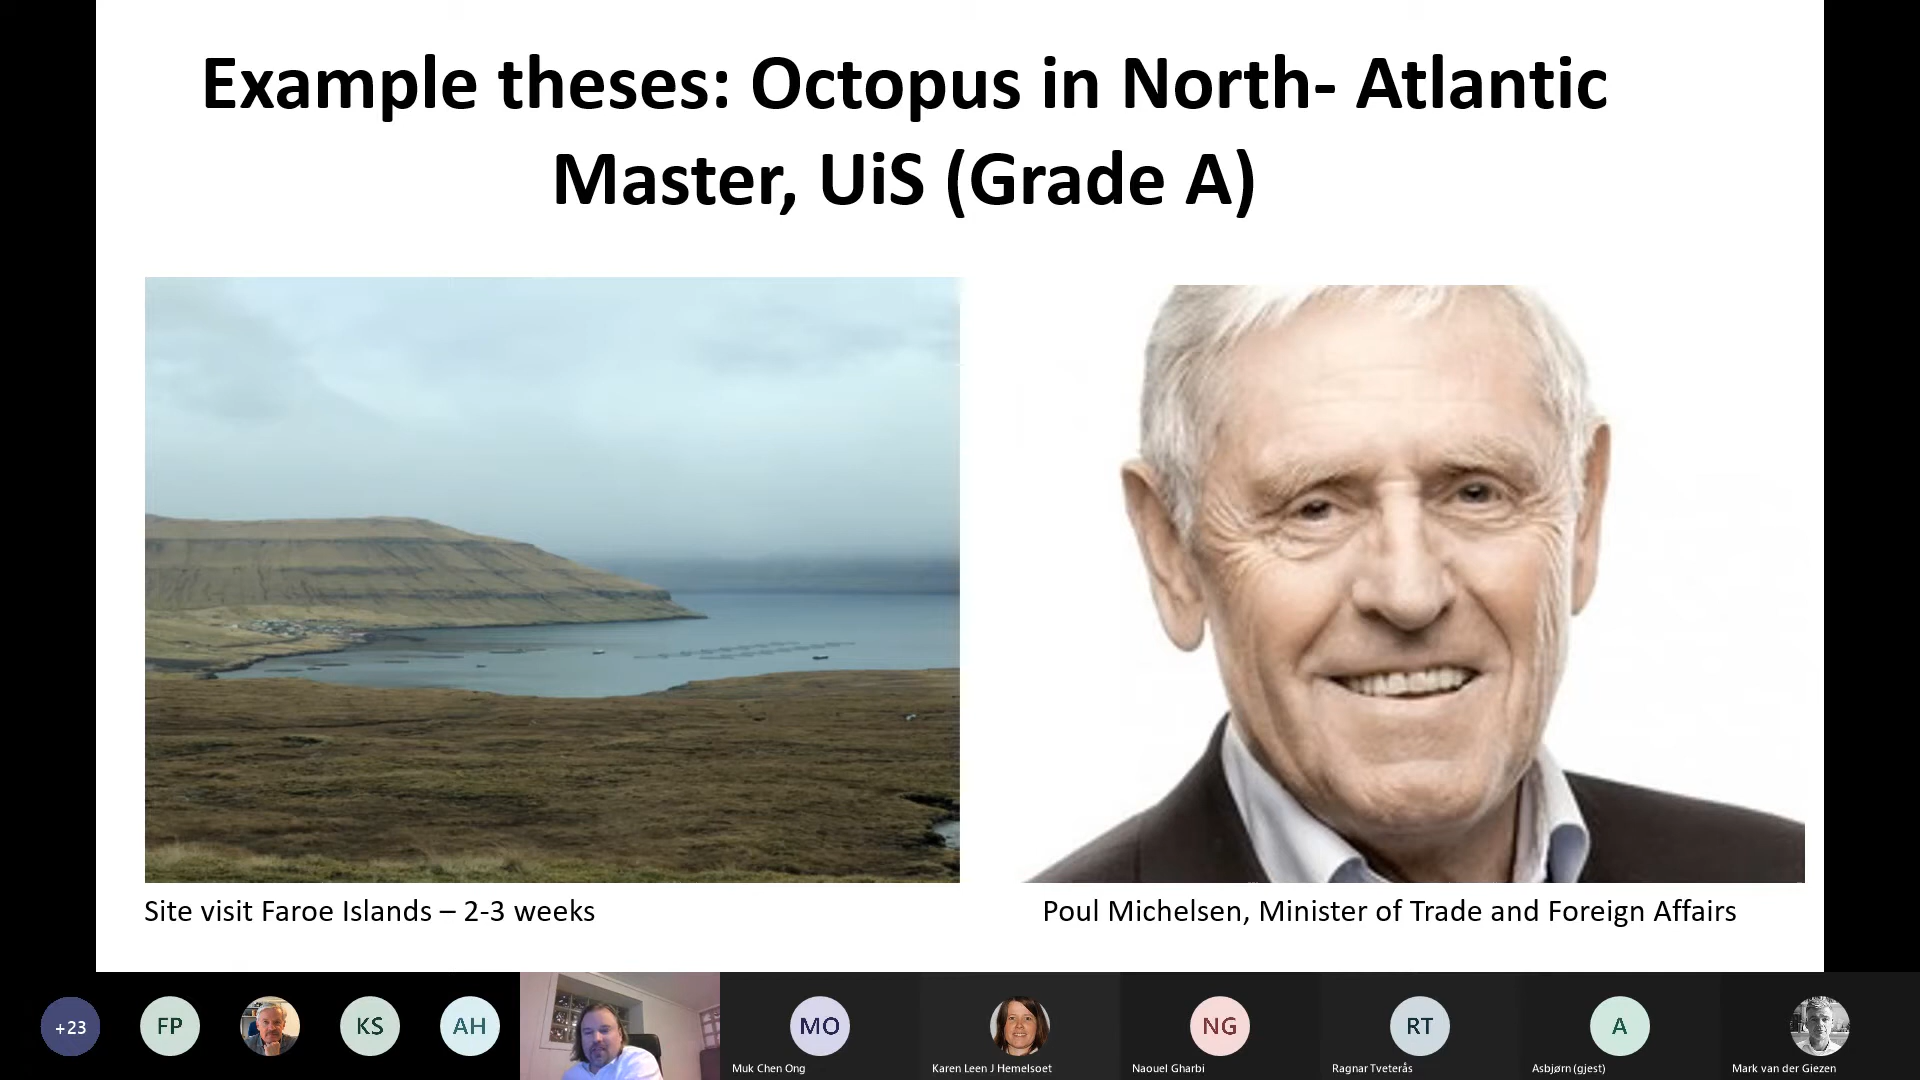 Example theses: Octopus in North- Atlantic
Master, UiS (Grade A)
Site visit Faroe Islands – 2-3 weeks
Poul Michelsen, Minister of Trade and Foreign Affairs
+23
FP
KS
AH
MO
NG
RT
A
Muk Chen Ong
Karen Leen J Hemelsoet
Naouel Gharbi
Ragnar Tveterås
Asbjørn (gjest)
Mark van der Giezen